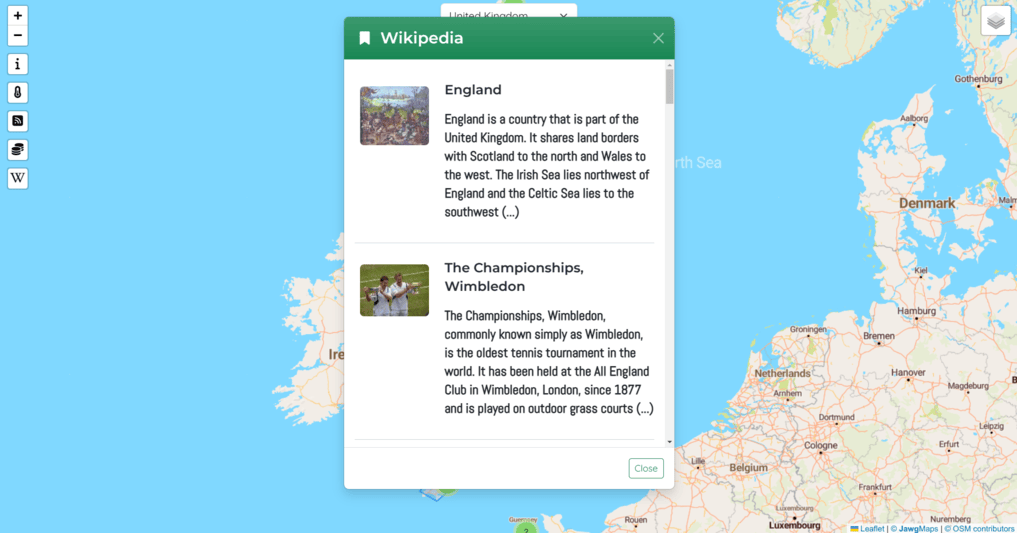 +
−
i
W
United Kingdom
Wikipedia
England
England is a country that is part of the
United Kingdom. It shares land borders
with Scotland to the north and Wales to
the west. The Irish Sea lies northwest of
England and the Celtic Sea lies to the
southwest (...)
The Championships,
Wimbledon
The Championships, Wimbledon,
commonly known simply as Wimbledon,
is the oldest tennis tournament in the
world. It has been held at the All England
Club in Wimbledon, London, since 1877
and is played on outdoor grass courts (...)
Close
Gothenburg
Aalborg
rth Sea
Denmark
Malm
Kiel
Hamburg
Groningen
Bremen
Ire
Netherlands
Hanover
Magdeburg
B
Arnhem
Dortmund
Leipzig
Cologne
Erfurt
Lille
Belgium
Frankfurt
Guernsey
Luxembourg
Rouen
Luxembourg
Nuremberg
2
Leaflet | © JawgMaps | © OSM contributors